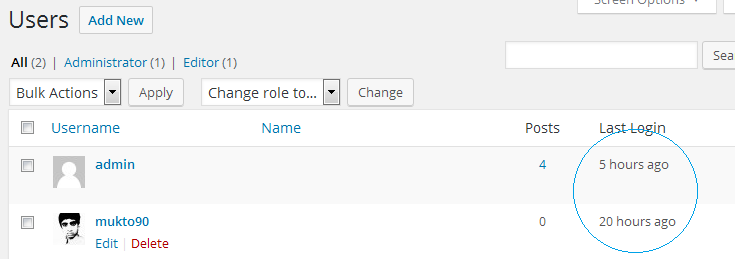 Users Add New
Screen Options
All (2) | Administrator (1) | Editor (1)
Sea
Bulk Actions Apply Change role to... Change
Username Name Posts Last Login
admin 4 5 hours ago
mukto90 0 20 hours ago
Edit | Delete